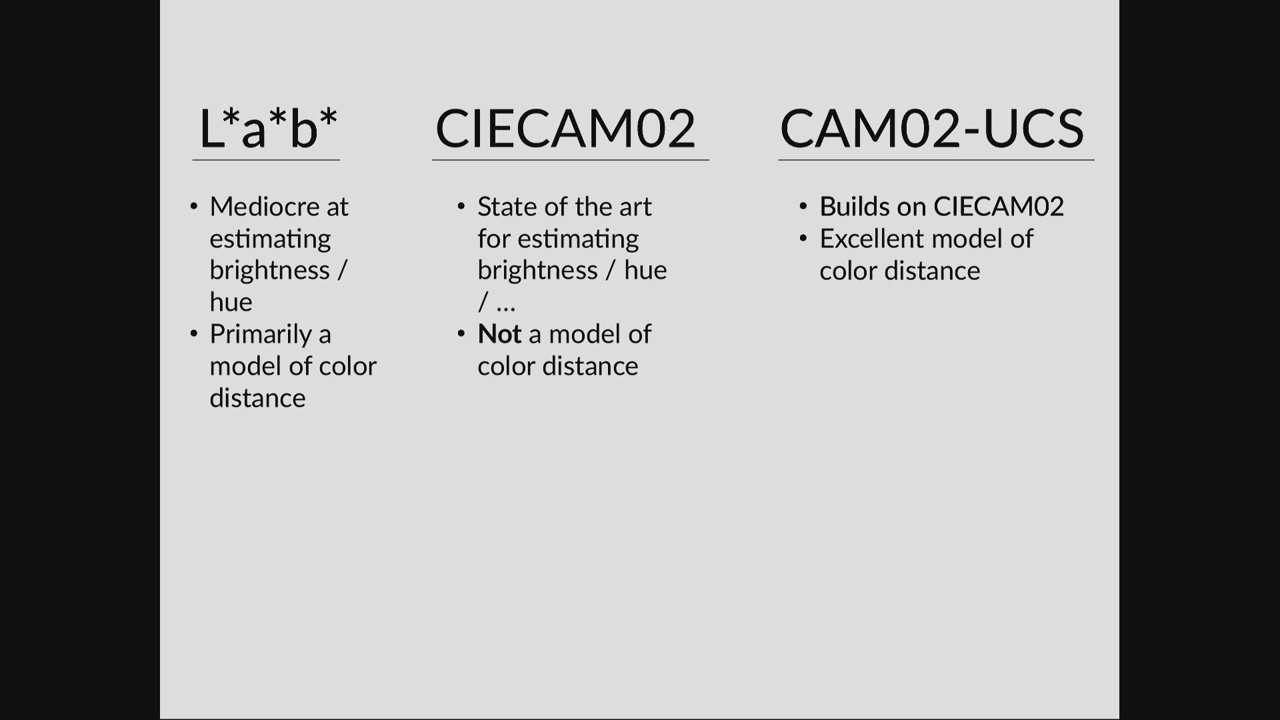 L*a*b*
• Mediocre at
estimating
brightness /
hue
• Primarily a
model of color
distance
CIECAM02
• State of the art
for estimating
brightness / hue
/ ...
• Not a model of
color distance
CAM02-UCS
• Builds on CIECAM02
• Excellent model of
color distance